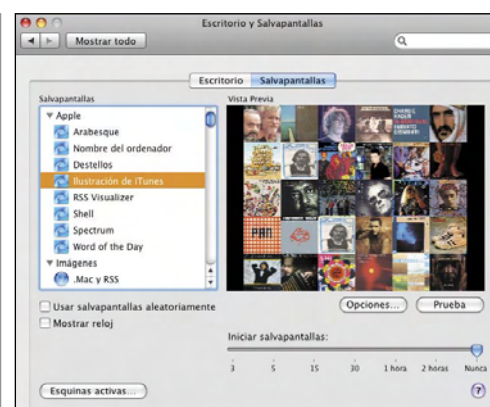 Escritorio y Salvapantallas
Mostrar todo
Escritorio Salvapantallas
Salvapantallas
Vista Previa
Apple
Arabesque
Nombre del ordenador
Destellos
Ilustración de iTunes
RSS Visualizer
Shell
Spectrum
Word of the Day
Imágenes
.Mac y RSS
PAN
Usar salvapantallas aleatoriamente
Mostrar reloj
Opciones...
Prueba
Iniciar salvapantallas:
3 5 15 30 1 hora 2 horas Nunca
Esquinas activas...
?